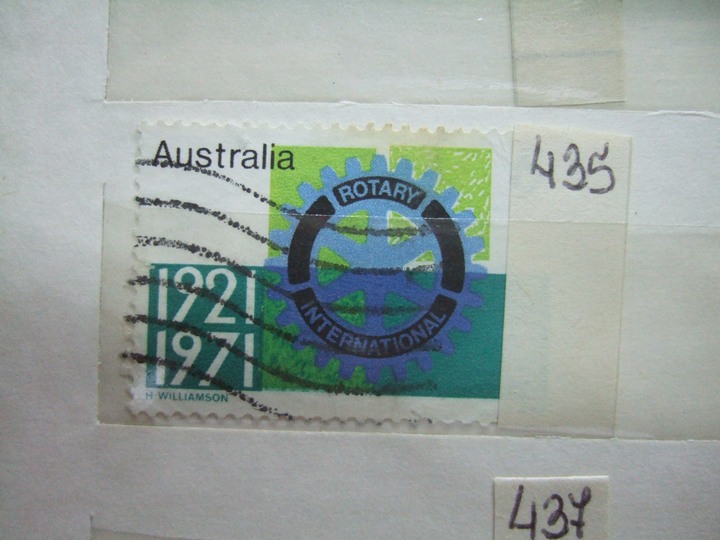 Australia
435
ROTARY
INTERNATIONAL
1921
1971
H WILLIAMSON
437